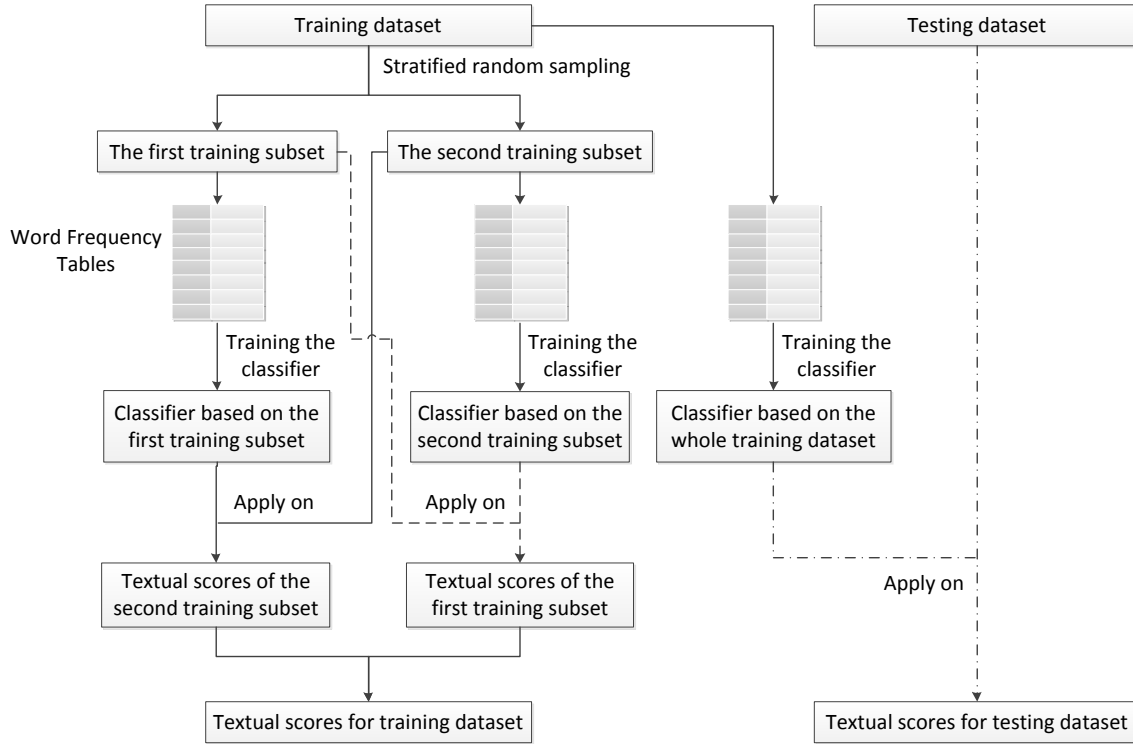 Training dataset
Testing dataset
Stratified random sampling
The first training subset
The second training subset
Word Frequency
Tables
Training the
classifier
Training the
classifier
Training the
classifier
Classifier based on the
first training subset
Classifier based on the
second training subset
Classifier based on the
whole training dataset
Apply on
Apply on
Apply on
Textual scores of the
second training subset
Textual scores of the
first training subset
Textual scores for training dataset
Textual scores for testing dataset